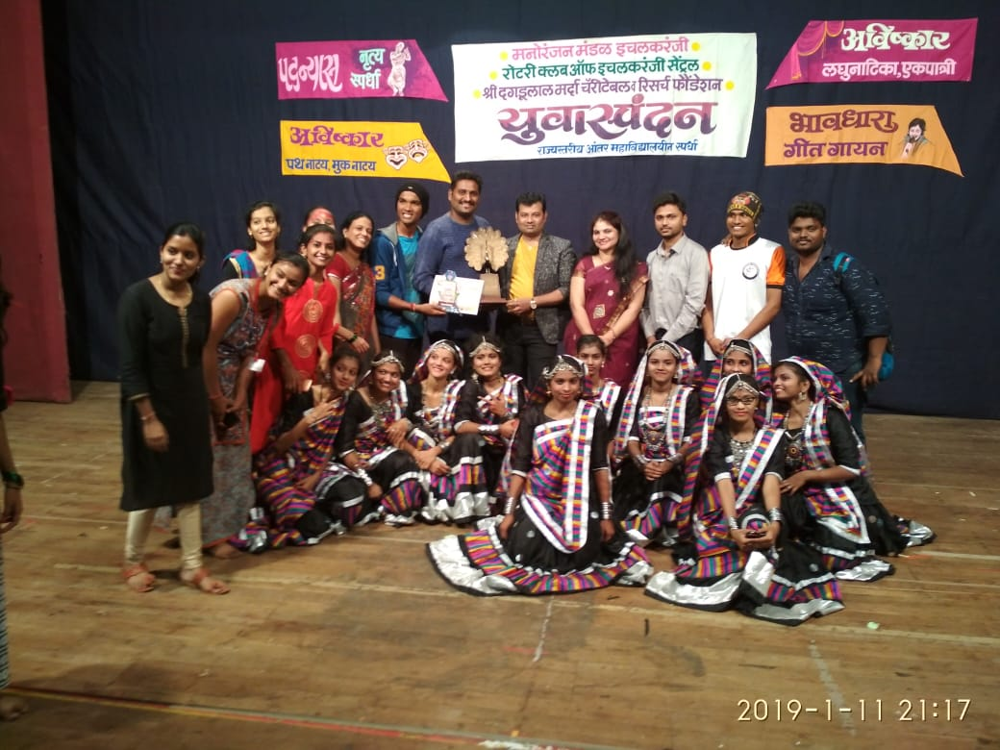 पदन्यास नृत्य
स्पर्धा
अविष्कार
पथ नाट्य, मुक नाट्य
मनोरंजन मंडळ इचलकरंजी
रोटरी क्लब ऑफ इचलकरंजी सेंट्रल
श्री दगडूलाल मर्दा चॅरीटेबल व रिसर्च फौंडेशन
युवास्पंदन
राज्यस्तरीय आंतर महाविद्यालयीन स्पर्धा
अविष्कार
लघुनाटिका, एकपात्री
भावधारा
गीत गायन
2019-1-11 21:17